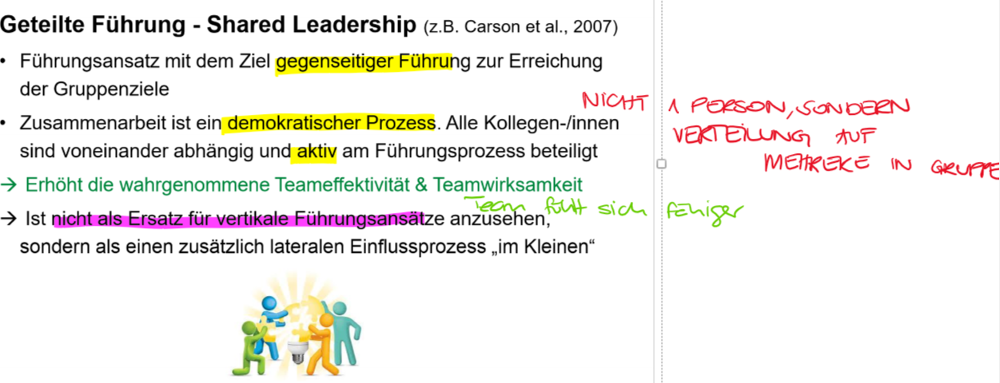 Geteilte Führung - Shared Leadership (z.B. Carson et al., 2007)
• Führungsansatz mit dem Ziel gegenseitiger Führung zur Erreichung
der Gruppenziele
NICHT 1 PERSON, SONDERN
VERTEILUNG AUF
MEHRERE IN GRUPPE
• Zusammenarbeit ist ein demokratischer Prozess. Alle Kollegen-/innen
sind voneinander abhängig und aktiv am Führungsprozess beteiligt
→ Erhöht die wahrgenommene Teameffektivität & Teamwirksamkeit
Team fühlt sich fähiger
→ Ist nicht als Ersatz für vertikale Führungsansätze anzusehen,
sondern als einen zusätzlich lateralen Einflussprozess „im Kleinen“